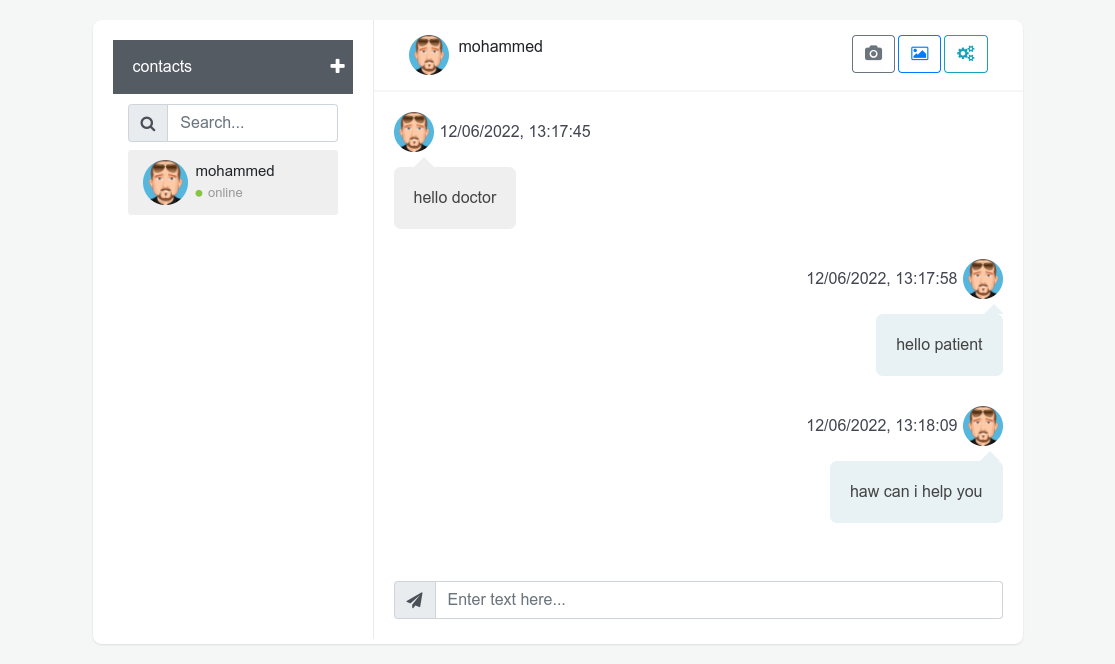 contacts
Search...
mohammed
online
mohammed
12/06/2022, 13:17:45
hello doctor
12/06/2022, 13:17:58
hello patient
12/06/2022, 13:18:09
haw can i help you
Enter text here...